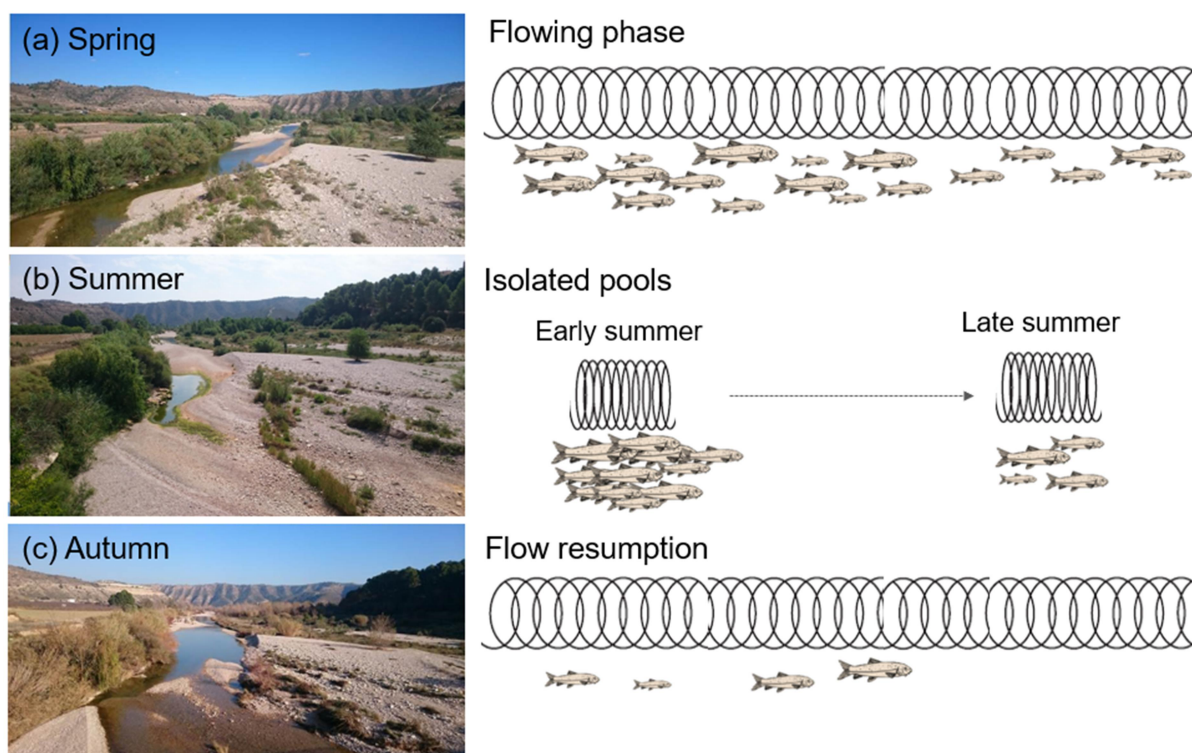 (a) Spring
Flowing phase
(b) Summer
Isolated pools
Early summer
Late summer
(c) Autumn
Flow resumption